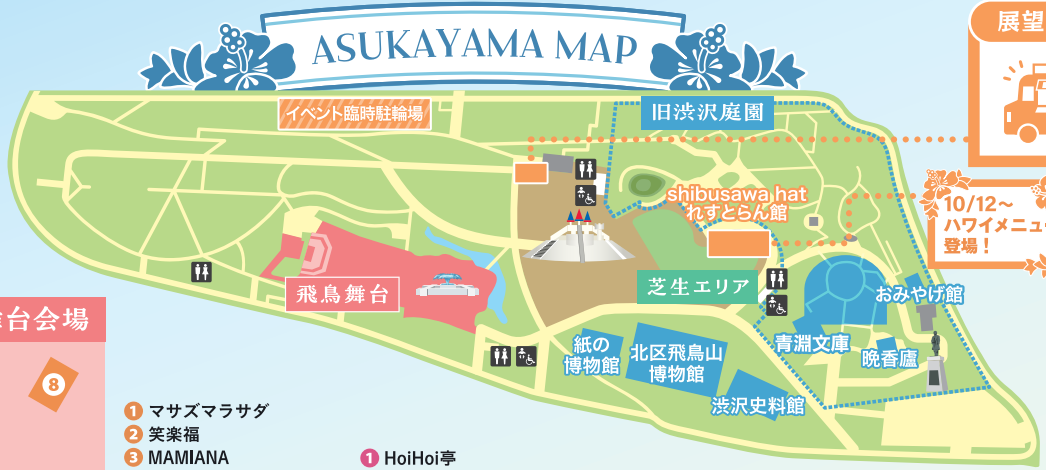 ASUKAYAMA MAP
展望
イベント臨時駐輪場
旧渋沢庭園
shibusawa hat
れすとらん館
10/12～
ハワイメニュー
登場！
飛鳥舞台
芝生エリア
おみやげ館
青淵文庫
晩香廬
紙の
博物館
北区飛鳥山
博物館
渋沢史料館
台会場
8
1 マサズマラサダ
2 笑楽福
3 MAMIANA
1 HoiHoi亭